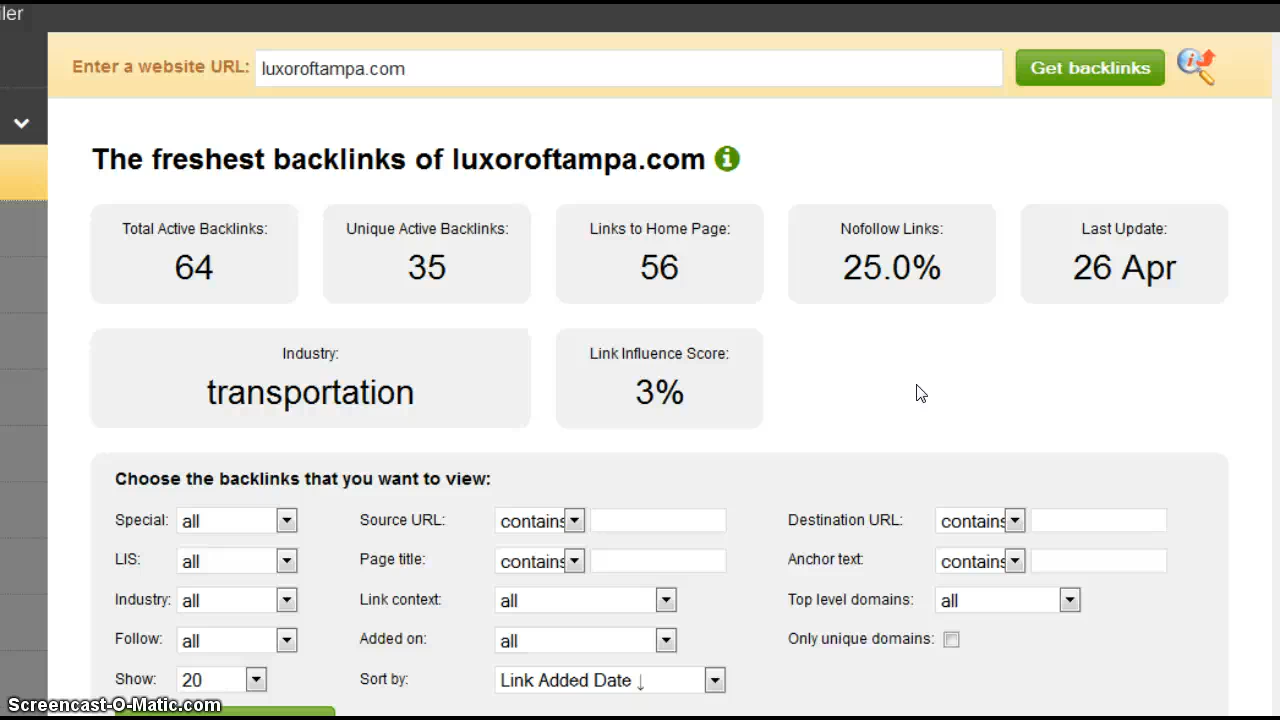 iler
Enter a website URL: luxoroftampa.com Get backlinks
The freshest backlinks of luxoroftampa.com
Total Active Backlinks: Unique Active Backlinks: Links to Home Page: Nofollow Links: Last Update:
64 35 56 25.0% 26 Apr
Industry: Link Influence Score:
transportation 3%
Choose the backlinks that you want to view:
Special: all Source URL: contains Destination URL: contains
LIS: all Page title: contains Anchor text: contains
Industry: all Link context: all Top level domains: all
Follow: all Added on: all Only unique domains:
Show: 20 Sort by: Link Added Date ↓
Screencast-O-Matic.com